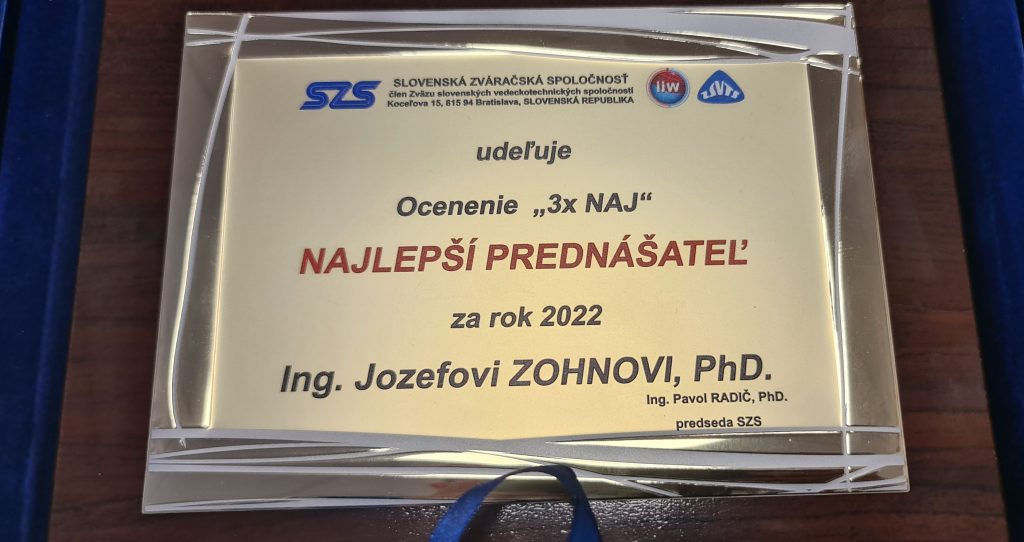 SZS
SLOVENSKÁ ZVÁRAČSKÁ SPOLOČNOSŤ
člen Zväzu slovenských vedeckotechnických spoločností
Koceľova 15, 815 94 Bratislava, SLOVENSKÁ REPUBLIKA
iiw
ZSVTS
udeľuje
Ocenenie „3x NAJ“
NAJLEPŠÍ PREDNÁŠATEĽ
za rok 2022
Ing. Jozefovi ZOHNOVI, PhD.
Ing. Pavol RADIČ, PhD.
predseda SZS